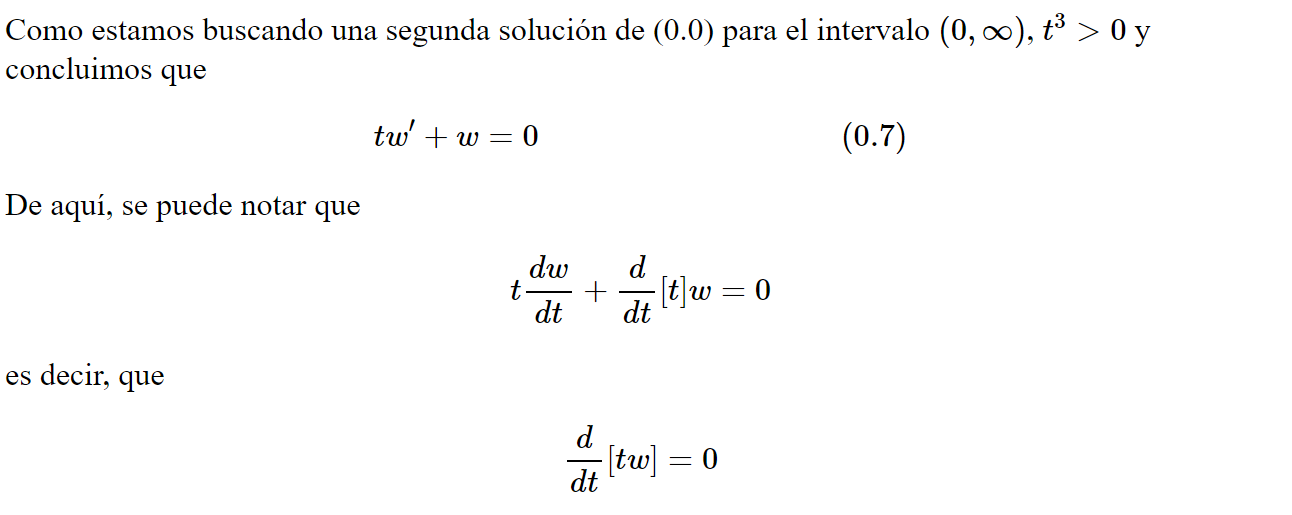 Como estamos buscando una segunda solución de (0.0) para el intervalo (0, ∞), t³ > 0 y
concluimos que
tw′ + w = 0 (0.7)
De aquí, se puede notar que
t dw/dt + d/dt [t]w = 0
es decir, que
d/dt [tw] = 0